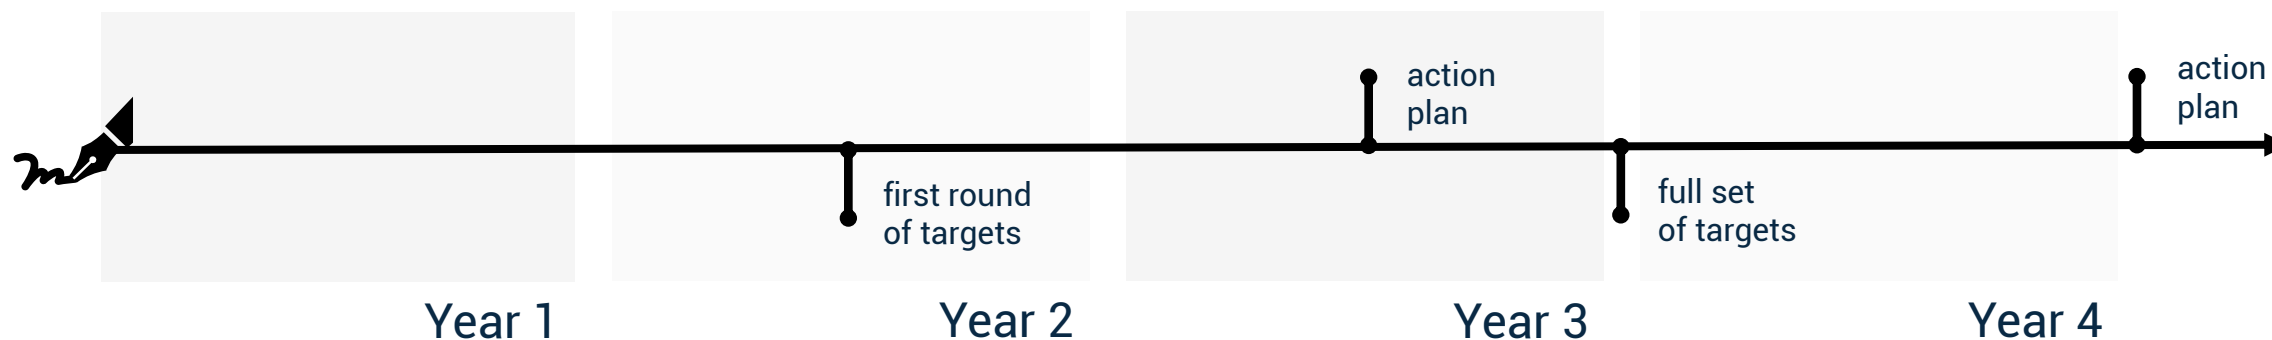 action
plan
action
plan
first round
of targets
full set
of targets
Year 1
Year 2
Year 3
Year 4